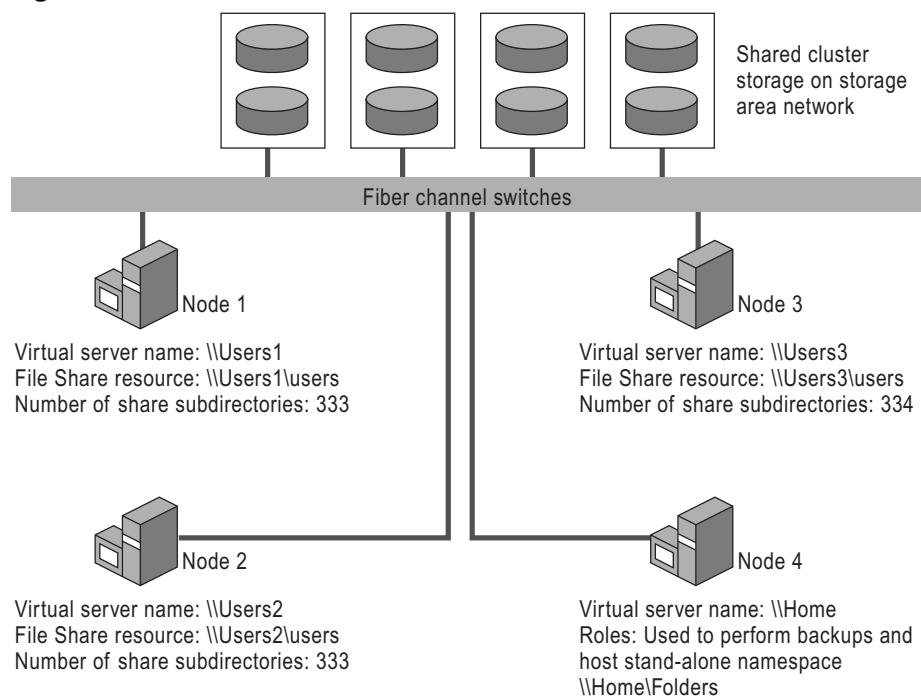 Shared cluster
storage on storage
area network
Fiber channel switches
Node 1
Virtual server name: \\Users1
File Share resource: \\Users1\users
Number of share subdirectories: 333
Node 3
Virtual server name: \\Users3
File Share resource: \\Users3\users
Number of share subdirectories: 334
Node 2
Virtual server name: \\Users2
File Share resource: \\Users2\users
Number of share subdirectories: 333
Node 4
Virtual server name: \\Home
Roles: Used to perform backups and
host stand-alone namespace
\\Home\Folders